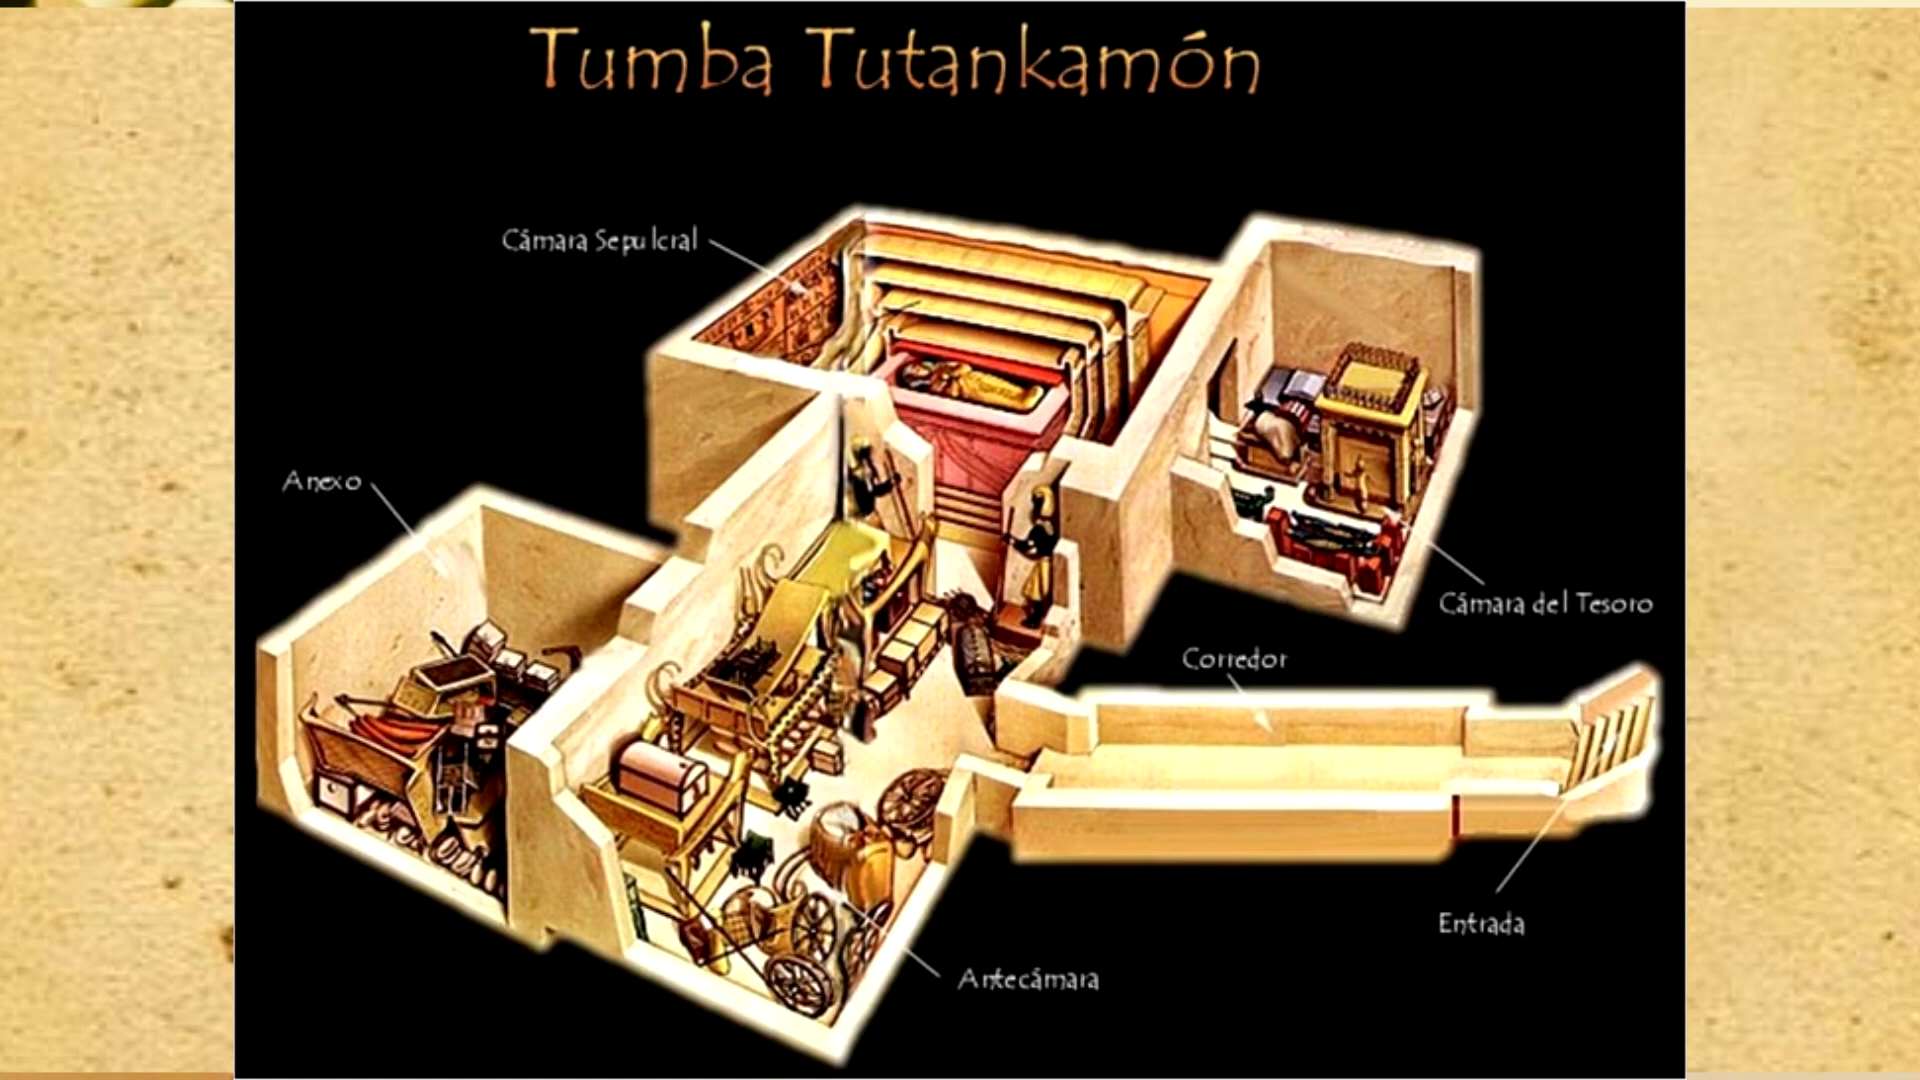 Tumba Tutankamón
Cámara Sepulcral
Anexo
Cámara del Tesoro
Corredor
Entrada
Antecámara